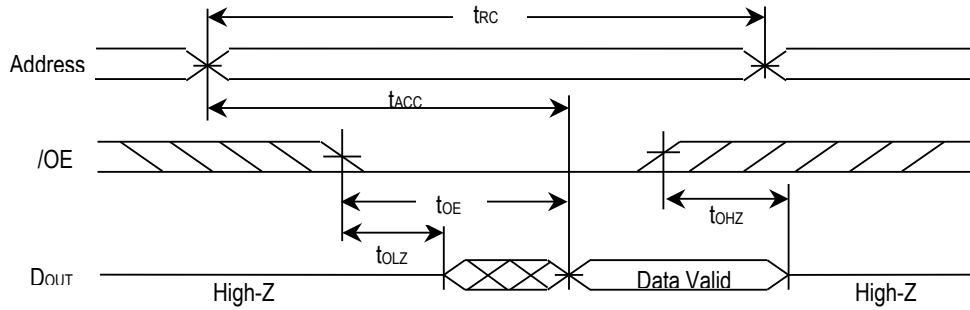 tRC
Address
tACC
/OE
tOE
tOHZ
tOLZ
DOUT
High-Z
Data Valid
High-Z